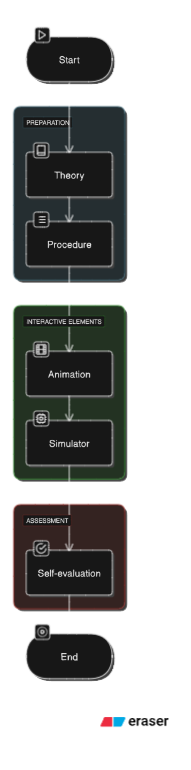 Start
PREPARATION
Theory
Procedure
INTERACTIVE ELEMENTS
Animation
Simulator
ASSESSMENT
Self-evaluation
End
eraser